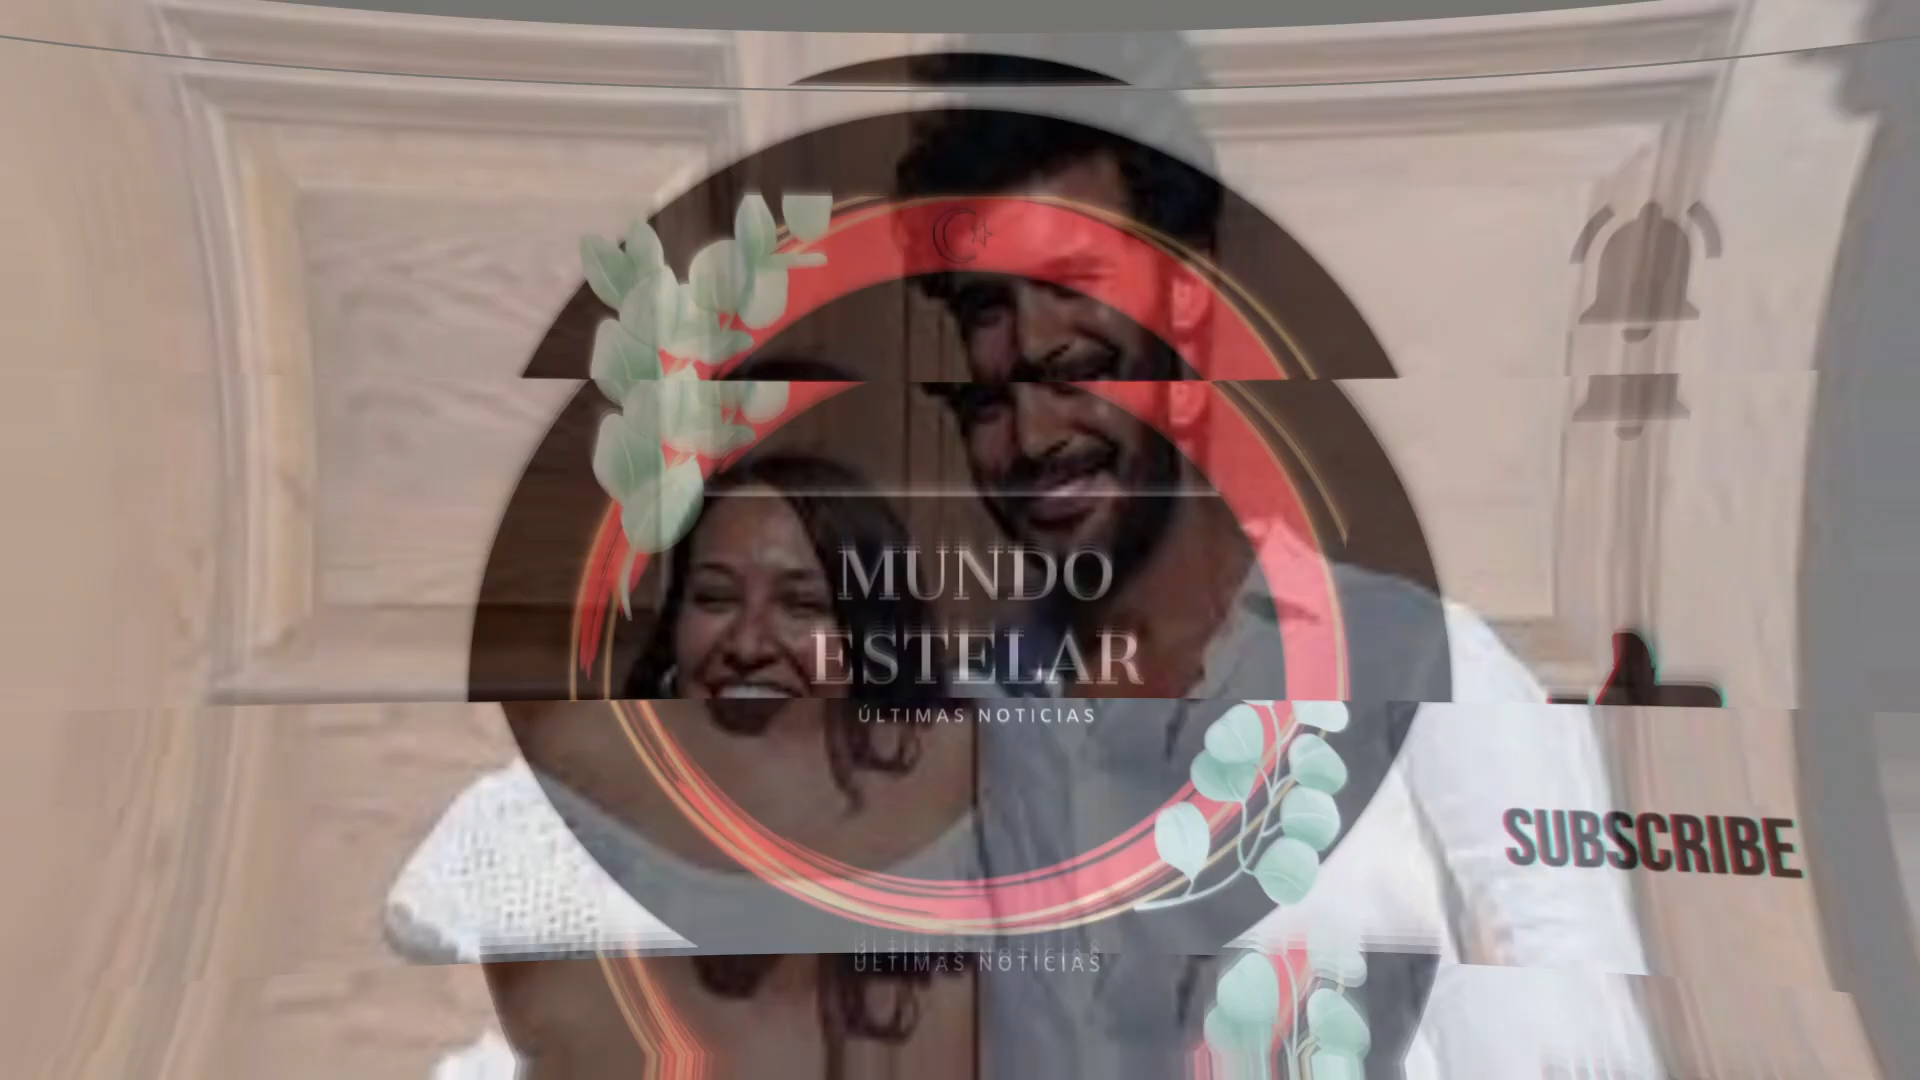 MUNDO
ESTELAR
ÚLTIMAS NOTICIAS
SUBSCRIBE
ÚLTIMAS NOTICIAS